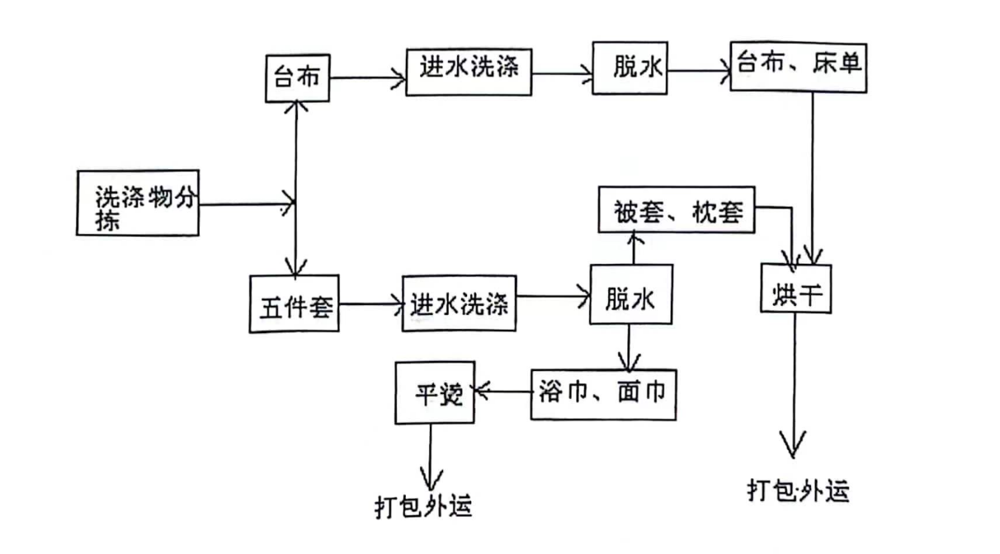 台布
进水洗涤
脱水
台布、床单
洗涤物分
拣
被套、枕套
五件套
进水洗涤
脱水
烘干
平烫
浴巾、面巾
打包外运
打包外运